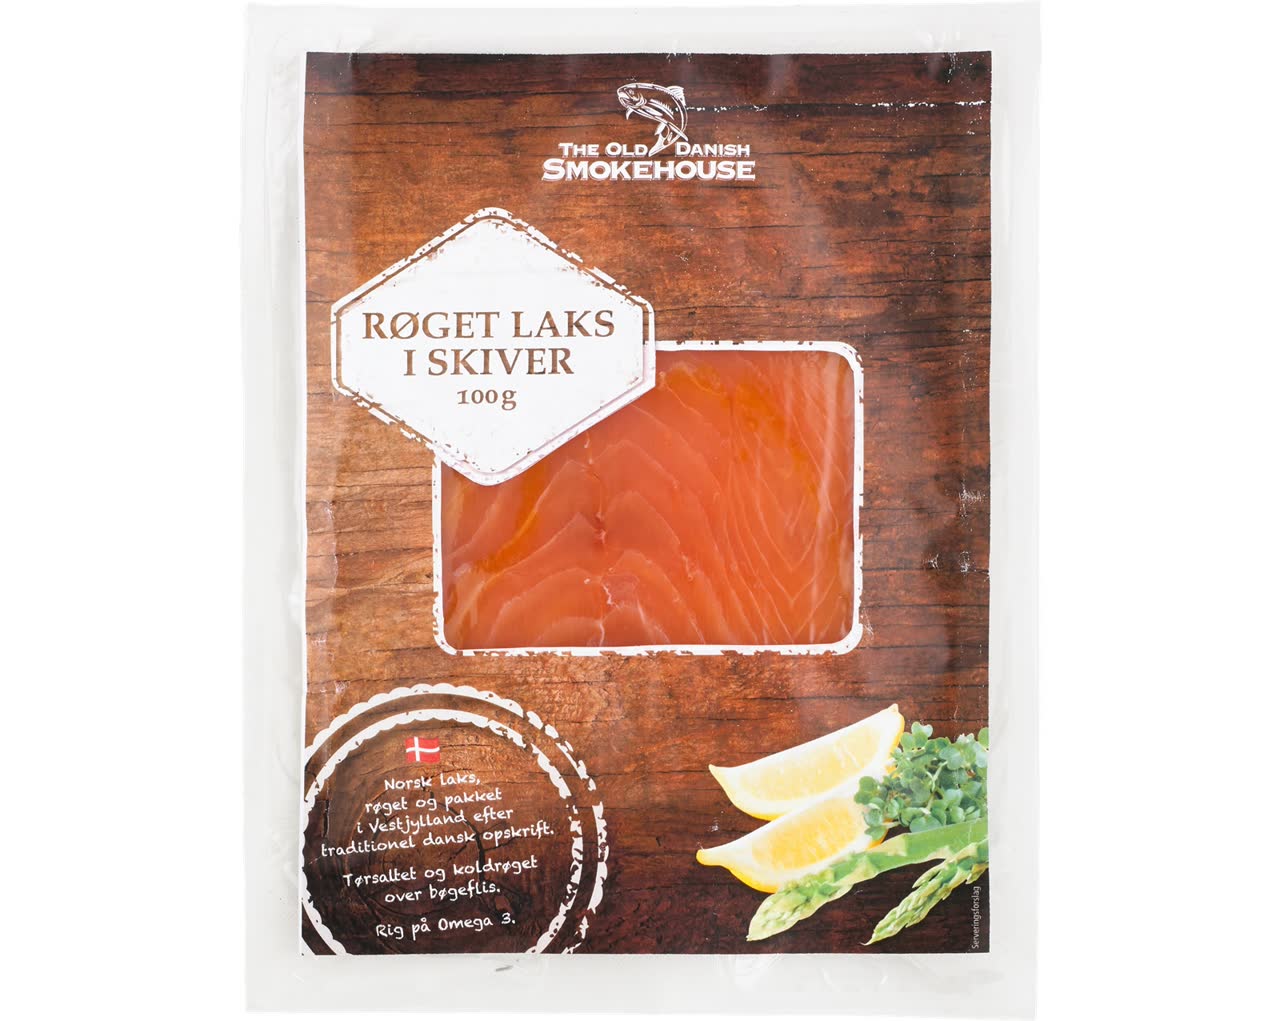 THE OLD DANISH
SMOKEHOUSE
RØGET LAKS
I SKIVER
100 g
Norsk laks,
røget og pakket
i Vestjylland efter
traditionel dansk opskrift.
Tørsaltet og koldrøget
over bøgeflis.
Rig på Omega 3.
Serveringsforslag